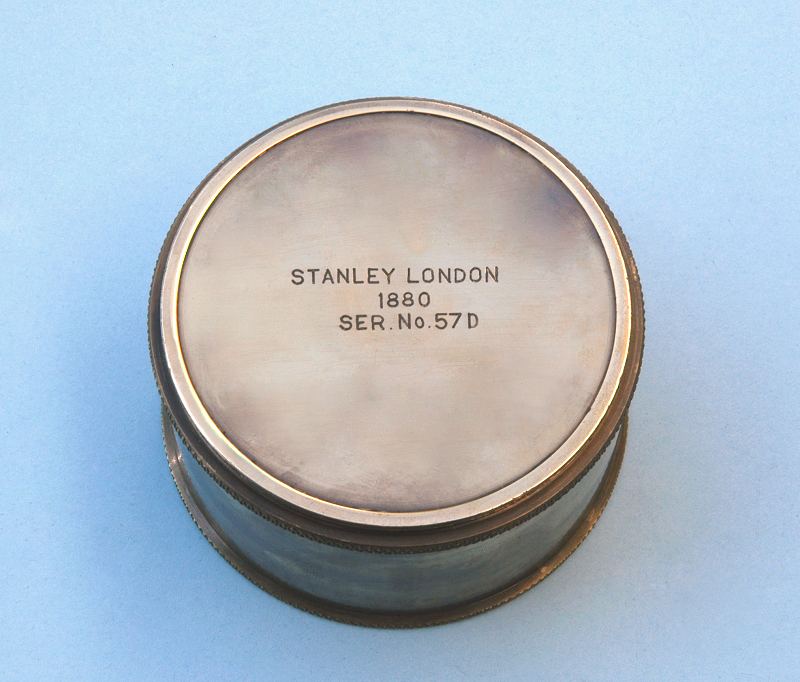 STANLEY LONDON
1880
SER. No. 57D